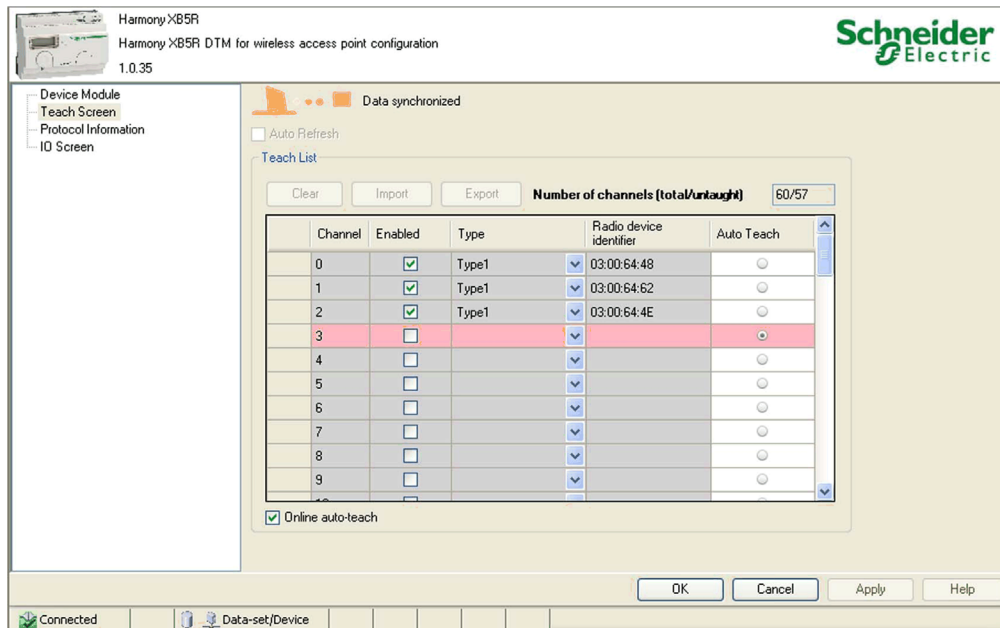 Harmony XB5R
Harmony XB5R DTM for wireless access point configuration
1.0.35
Schneider
Electric
Device Module
Teach Screen
Protocol Information
IO Screen
Data synchronized
Auto Refresh
Teach List
Clear Import Export Number of channels (total/untaught) 60/57
Channel Enabled Type Radio device identifier Auto Teach
0 Type1 03:00:64:48
1 Type1 03:00:64:62
2 Type1 03:00:64:4E
3
4
5
6
7
8
9
Online auto-teach
OK Cancel Apply Help
Connected Data-set/Device